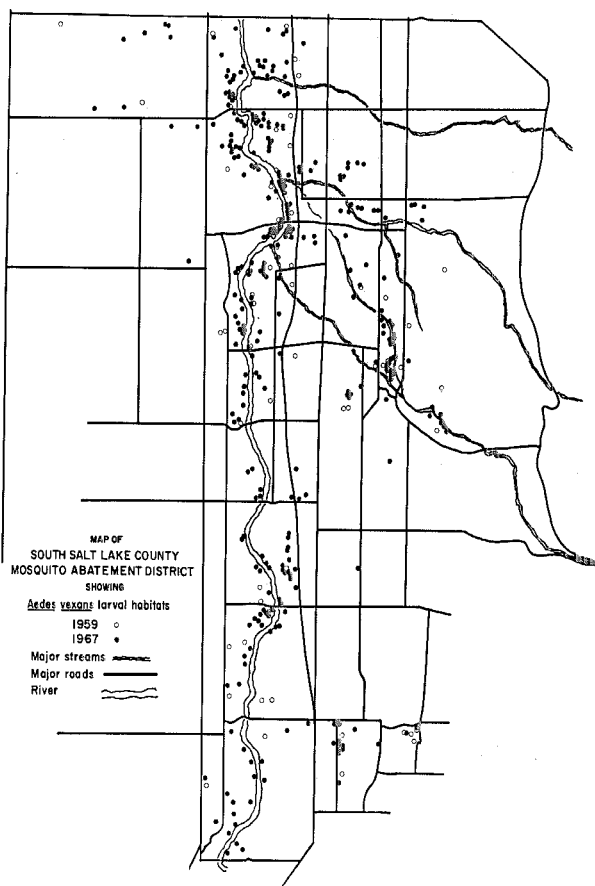 MAP OF
SOUTH SALT LAKE COUNTY
MOSQUITO ABATEMENT DISTRICT
SHOWING
Aedes vexans larval habitats
1959
1967
Major streams
Major roads
River